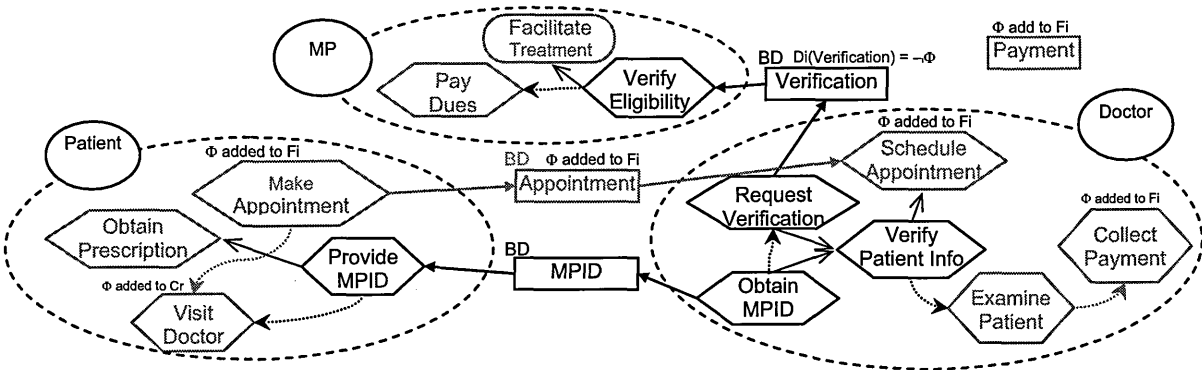 MP
Facilitate
Treatment
Pay
Dues
Verify
Eligibility
BD Di(Verification) = ¬Φ
Verification
Φ add to Fi
Payment
Patient
Φ added to Fi
Make
Appointment
Obtain
Prescription
Provide
MPID
Φ added to Cr
Visit
Doctor
BD Φ added to Fi
Appointment
BD
MPID
Doctor
Φ added to Fi
Schedule
Appointment
Request
Verification
Verify
Patient Info
Φ added to Fi
Collect
Payment
Obtain
MPID
Examine
Patient